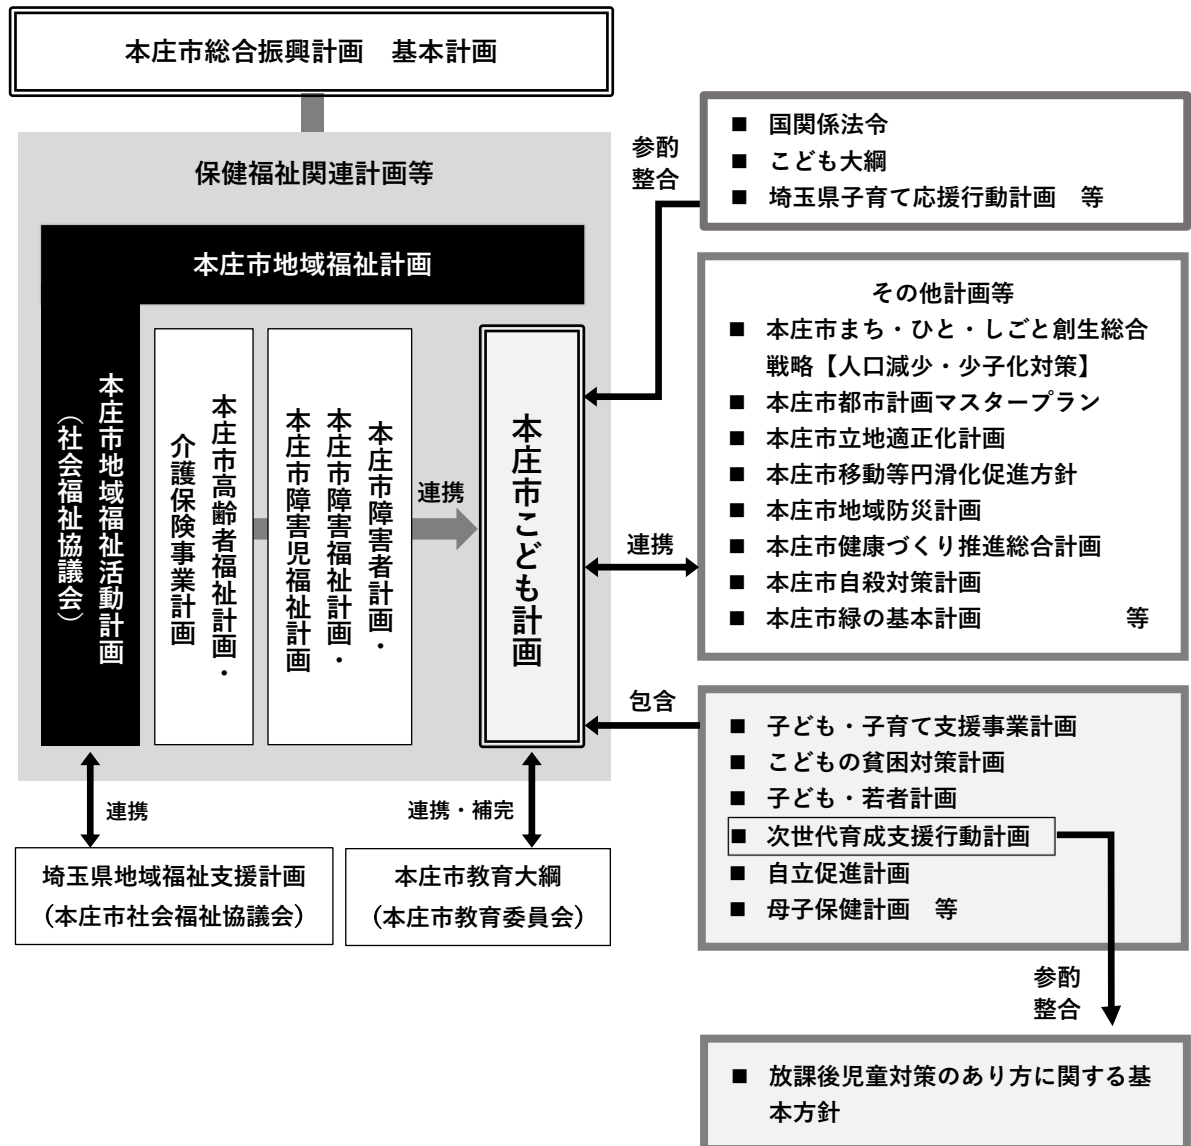 本庄市総合振興計画　基本計画
保健福祉関連計画等
本庄市地域福祉計画
本庄市地域福祉活動計画
（社会福祉協議会）
本庄市高齢者福祉計画・
介護保険事業計画
本庄市障害者計画・
本庄市障害福祉計画・
本庄市障害児福祉計画
連携
本庄市こども計画
参酌
整合
■ 国関係法令
■ こども大綱
■ 埼玉県子育て応援行動計画　等
連携
その他計画等
■ 本庄市まち・ひと・しごと創生総合
戦略【人口減少・少子化対策】
■ 本庄市都市計画マスタープラン
■ 本庄市立地適正化計画
■ 本庄市移動等円滑化促進方針
■ 本庄市地域防災計画
■ 本庄市健康づくり推進総合計画
■ 本庄市自殺対策計画
■ 本庄市緑の基本計画　等
包含
■ 子ども・子育て支援事業計画
■ こどもの貧困対策計画
■ 子ども・若者計画
■ 次世代育成支援行動計画
■ 自立促進計画
■ 母子保健計画　等
連携
埼玉県地域福祉支援計画
（本庄市社会福祉協議会）
連携・補完
本庄市教育大綱
（本庄市教育委員会）
参酌
整合
■ 放課後児童対策のあり方に関する基
本方針